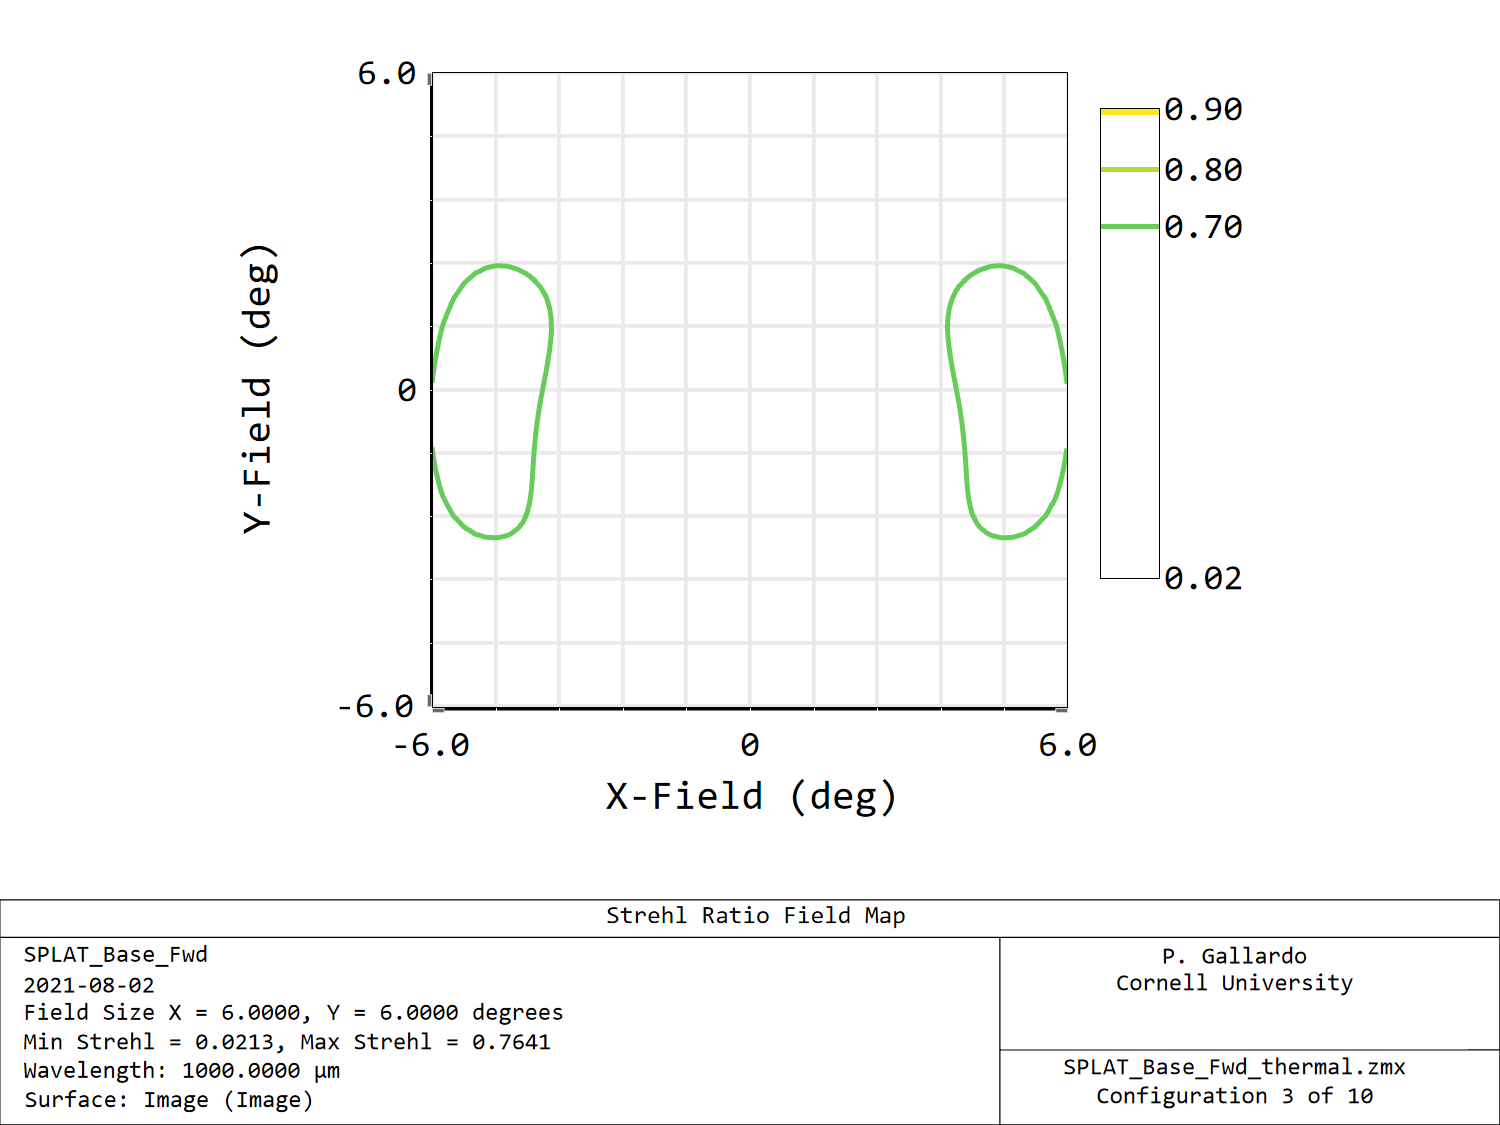 6.0
0
-6.0
Y-Field (deg)
-6.0 0 6.0
X-Field (deg)
0.90
0.80
0.70
0.02
Strehl Ratio Field Map
SPLAT_Base_Fwd
2021-08-02
Field Size X = 6.0000, Y = 6.0000 degrees
Min Strehl = 0.0213, Max Strehl = 0.7641
Wavelength: 1000.0000 µm
Surface: Image (Image)
P. Gallardo
Cornell University
SPLAT_Base_Fwd_thermal.zmx
Configuration 3 of 10